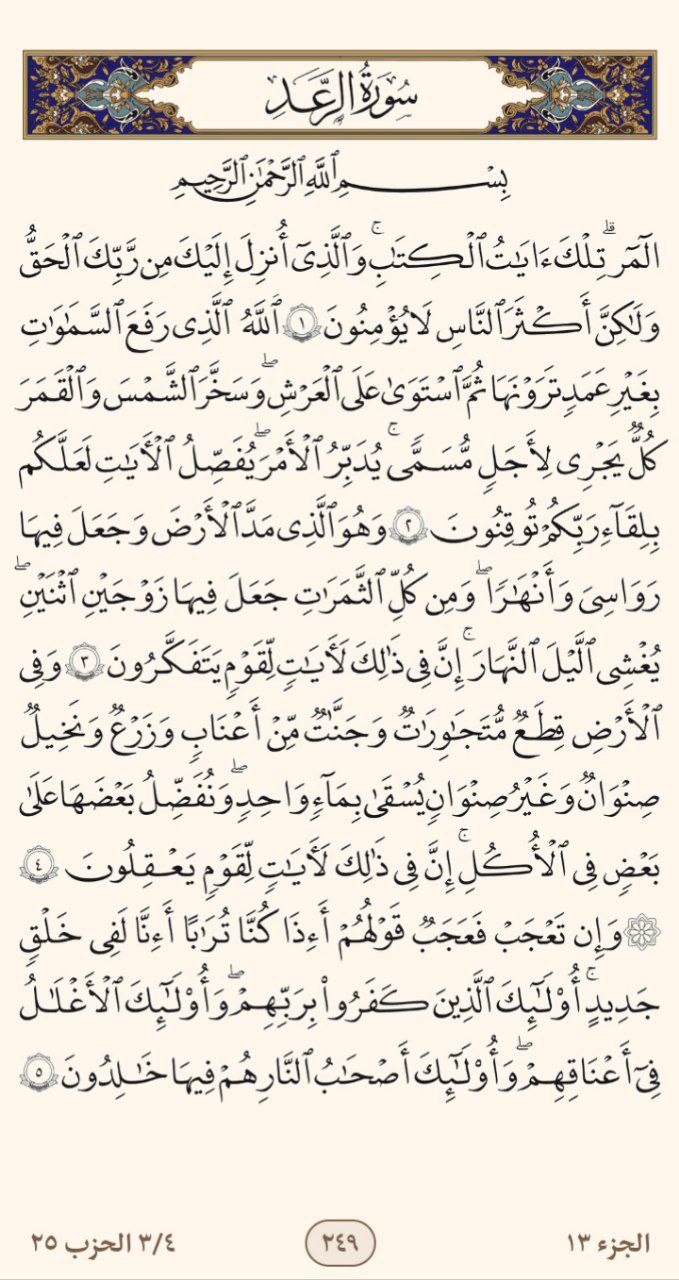 سُورَةُ الرَّعْدِ
بِسْمِ ٱللَّهِ ٱلرَّحْمَٰنِ ٱلرَّحِيمِ
الٓمٓر ۗ تِلْكَ ءَايَٰتُ ٱلْكِتَٰبِ ۗ وَٱلَّذِىٓ أُنزِلَ إِلَيْكَ مِن رَّبِّكَ ٱلْحَقُّ
وَلَٰكِنَّ أَكْثَرَ ٱلنَّاسِ لَا يُؤْمِنُونَ ١ ٱللَّهُ ٱلَّذِى رَفَعَ ٱلسَّمَٰوَٰتِ
بِغَيْرِ عَمَدٍ تَرَوْنَهَا ثُمَّ ٱسْتَوَىٰ عَلَى ٱلْعَرْشِ ۖ وَسَخَّرَ ٱلشَّمْسَ وَٱلْقَمَرَ
كُلٌّ يَجْرِى لِأَجَلٍ مُّسَمًّى ۚ يُدَبِّرُ ٱلْأَمْرَ ۖ يُفَصِّلُ ٱلْأَيَٰتِ لَعَلَّكُم
بِلِقَآءِ رَبِّكُمْ تُوقِنُونَ ٢ وَهُوَ ٱلَّذِى مَدَّ ٱلْأَرْضَ وَجَعَلَ فِيهَا
رَوَٰسِىَ وَأَنْهَٰرًا ۖ وَمِن كُلِّ ٱلثَّمَرَٰتِ جَعَلَ فِيهَا زَوْجَيْنِ ٱثْنَيْنِ ۖ
يُغْشِى ٱلَّيْلَ ٱلنَّهَارَ ۚ إِنَّ فِى ذَٰلِكَ لَأَيَٰتٍ لِّقَوْمٍ يَتَفَكَّرُونَ ٣ وَفِى
ٱلْأَرْضِ قِطَعٌ مُّتَجَٰوِرَٰتٌ وَجَنَّٰتٌ مِّنْ أَعْنَٰبٍ وَزَرْعٌ وَنَخِيلٌ
صِنْوَانٌ وَغَيْرُ صِنْوَانٍ يُسْقَىٰ بِمَآءٍ وَٰحِدٍ ۖ وَنُفَضِّلُ بَعْضَهَا عَلَىٰ
بَعْضٍ فِى ٱلْأُكُلِ ۚ إِنَّ فِى ذَٰلِكَ لَأَيَٰتٍ لِّقَوْمٍ يَعْقِلُونَ ٤
۞ وَإِن تَعْجَبْ فَعَجَبٌ قَوْلُهُمْ أَءِذَا كُنَّا تُرَٰبًا أَءِنَّا لَفِى خَلْقٍ
جَدِيدٍ ۚ أُو۟لَٰٓئِكَ ٱلَّذِينَ كَفَرُوا۟ بِرَبِّهِمْ ۖ وَأُو۟لَٰٓئِكَ ٱلْأَغْلَٰلُ
فِىٓ أَعْنَاقِهِمْ ۖ وَأُو۟لَٰٓئِكَ أَصْحَٰبُ ٱلنَّارِ هُمْ فِيهَا خَٰلِدُونَ ٥
الجزء ١٣
٢٤٩
٣/٤ الحزب ٢٥